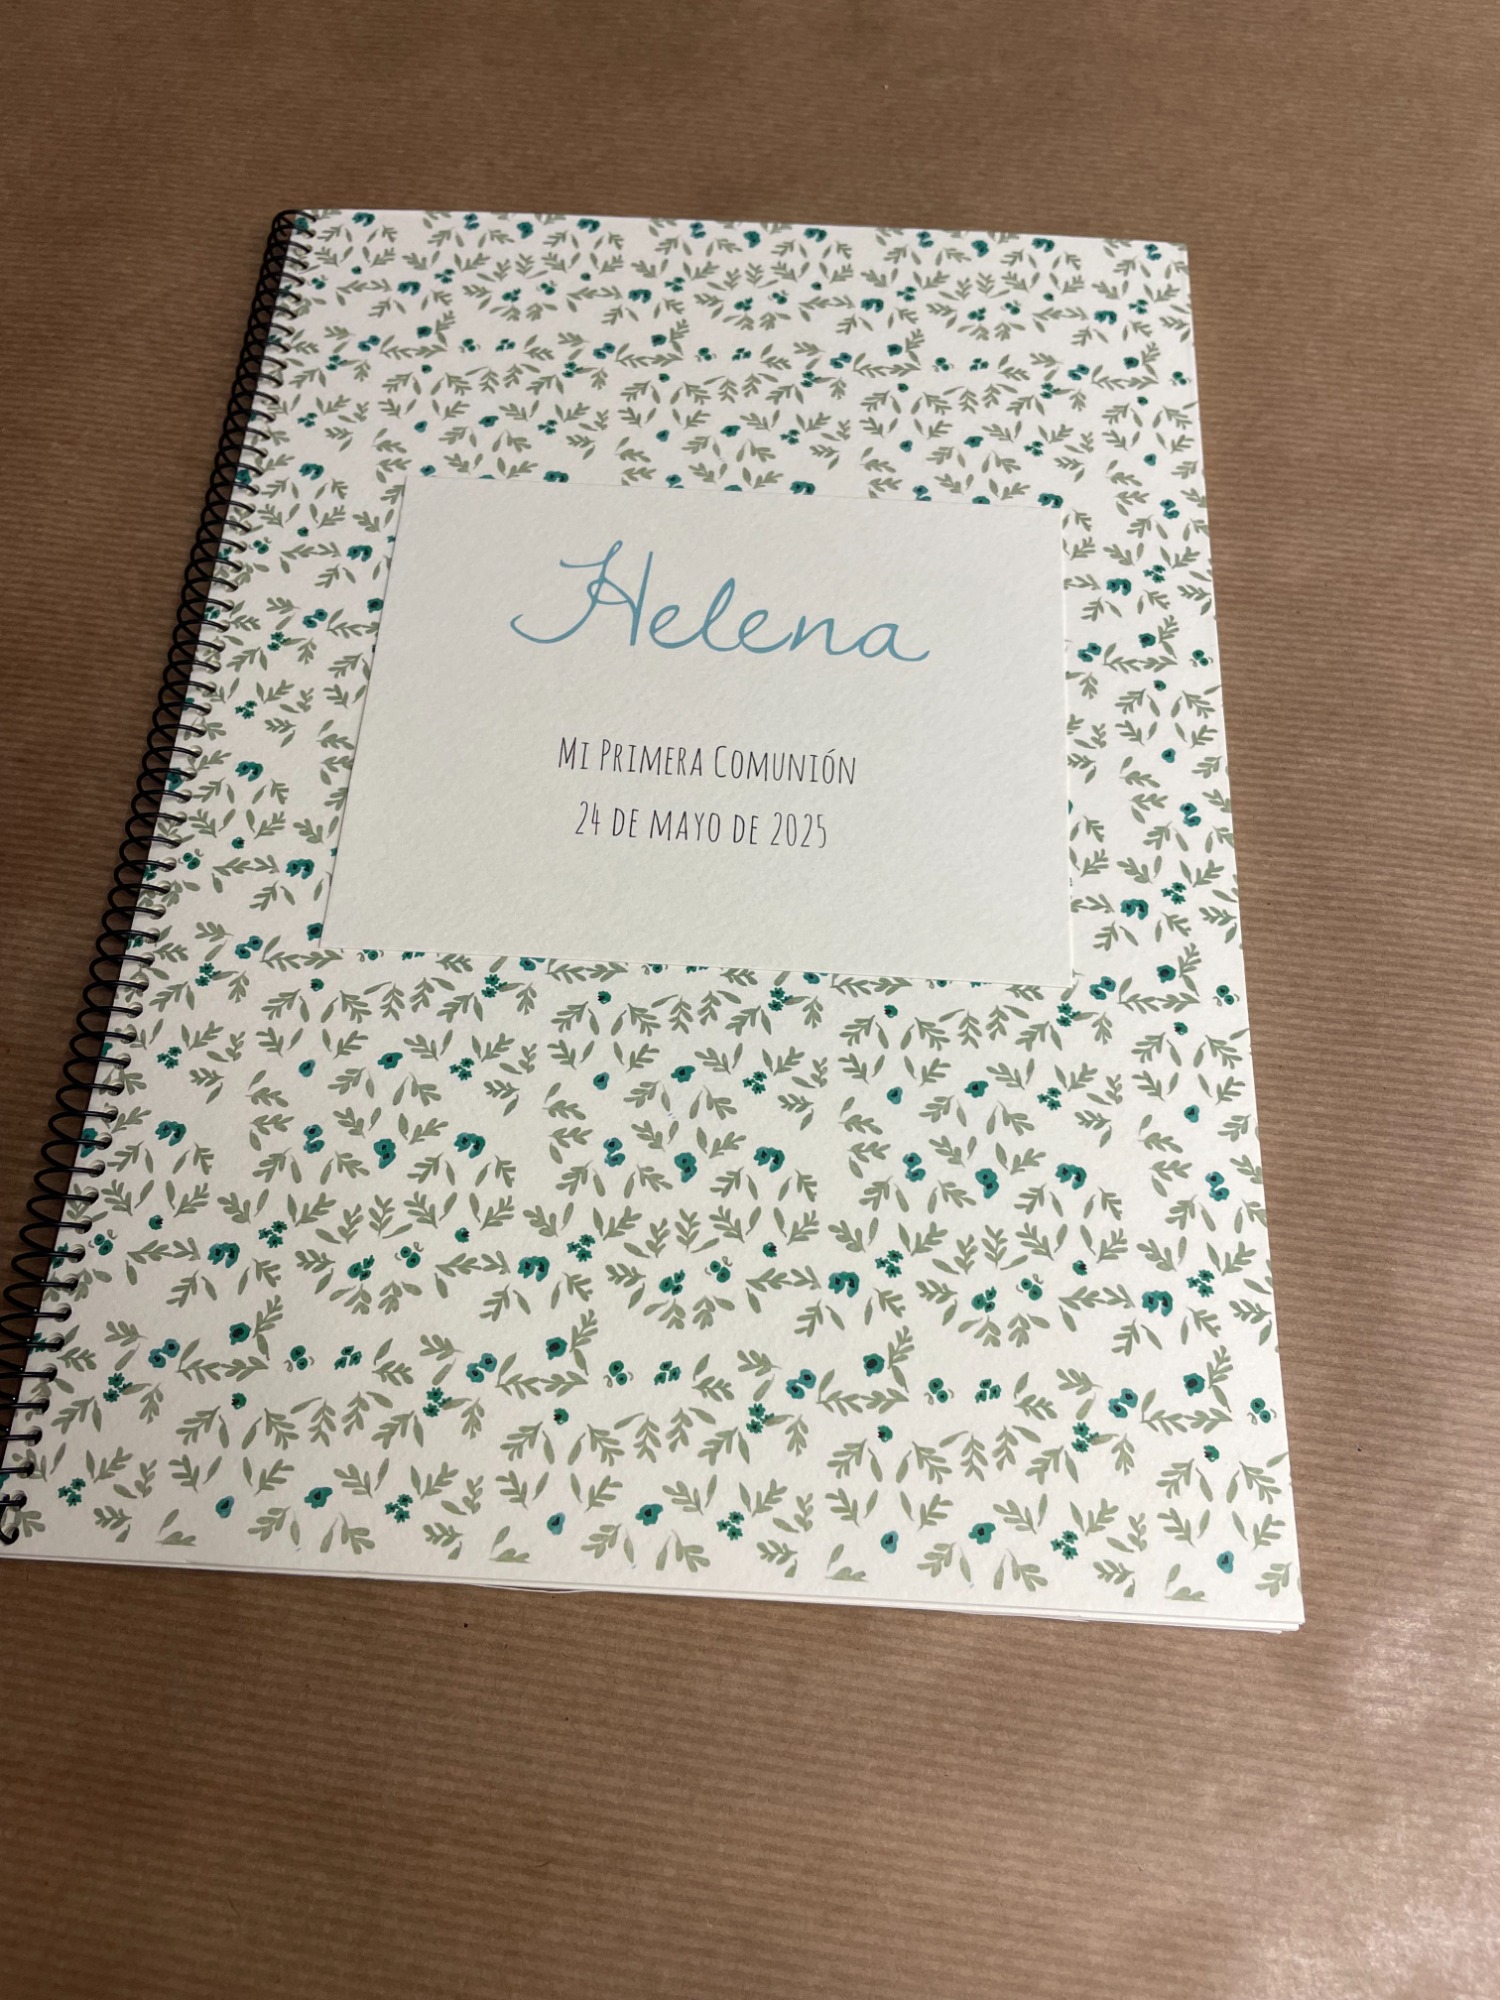 Helena
Mi Primera Comunión
24 de mayo de 2025